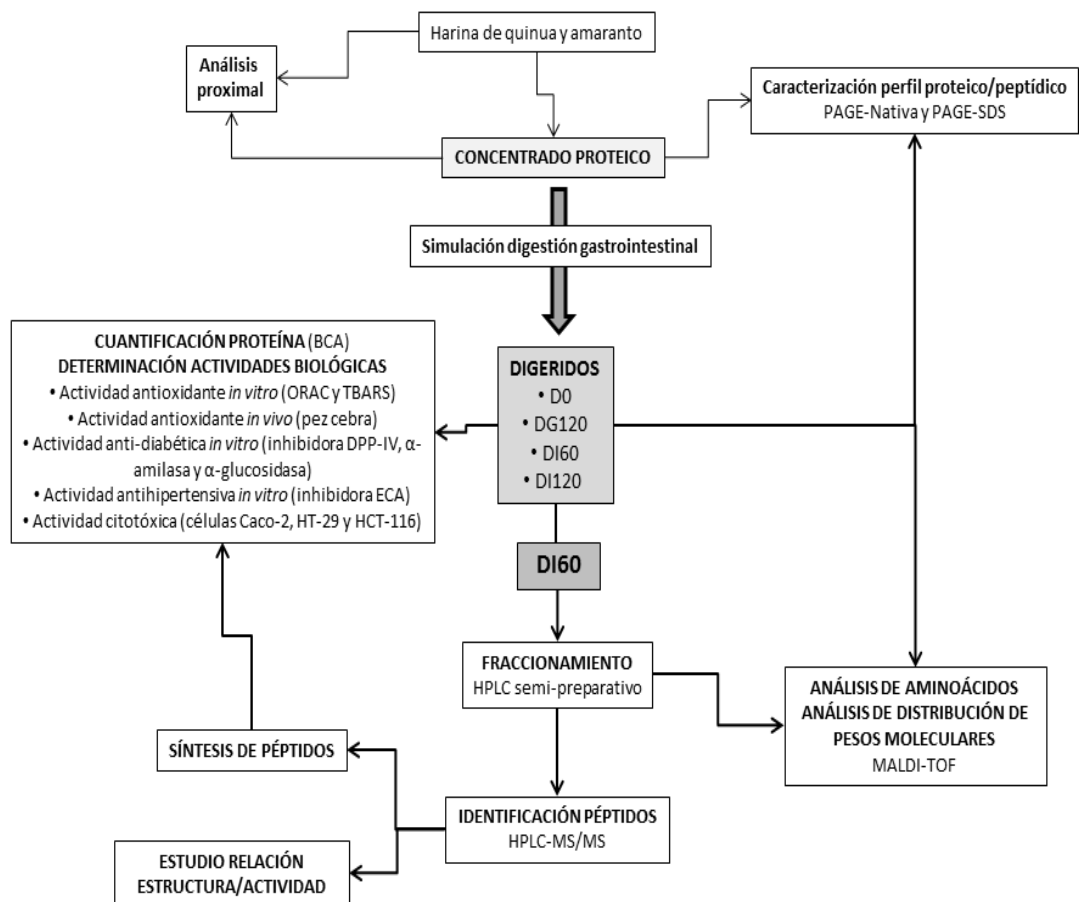 Harina de quinua y amaranto
Análisis
proximal
Caracterización perfil proteico/peptídico
PAGE-Nativa y PAGE-SDS
CONCENTRADO PROTEICO
Simulación digestión gastrointestinal
CUANTIFICACIÓN PROTEÍNA (BCA)
DETERMINACIÓN ACTIVIDADES BIOLÓGICAS
• Actividad antioxidante in vitro (ORAC y TBARS)
• Actividad antioxidante in vivo (pez cebra)
• Actividad anti-diabética in vitro (inhibidora DPP-IV, α-
amilasa y α-glucosidasa)
• Actividad antihipertensiva in vitro (inhibidora ECA)
• Actividad citotóxica (células Caco-2, HT-29 y HCT-116)
DIGERIDOS
• D0
• DG120
• DI60
• DI120
DI60
FRACCIONAMIENTO
HPLC semi-preparativo
ANÁLISIS DE AMINOÁCIDOS
ANÁLISIS DE DISTRIBUCIÓN DE
PESOS MOLECULARES
MALDI-TOF
SÍNTESIS DE PÉPTIDOS
IDENTIFICACIÓN PÉPTIDOS
HPLC-MS/MS
ESTUDIO RELACIÓN
ESTRUCTURA/ACTIVIDAD